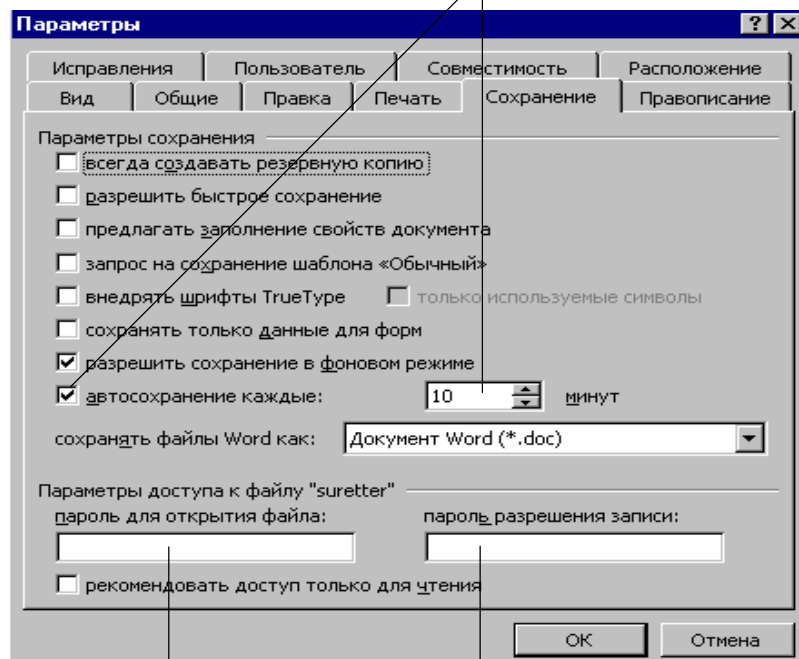 Параметры
Исправления Пользователь Совместимость Расположение
Вид Общие Правка Печать Сохранение Правописание
Параметры сохранения
всегда создавать резервную копию
разрешить быстрое сохранение
предлагать заполнение свойств документа
запрос на сохранение шаблона «Обычный»
внедрять шрифты TrueType только используемые символы
сохранять только данные для форм
разрешить сохранение в фоновом режиме
автосохранение каждые: 10 минут
сохранять файлы Word как: Документ Word (*.doc)
Параметры доступа к файлу "suretter"
пароль для открытия файла: пароль разрешения записи:
рекомендовать доступ только для чтения
ОК Отмена